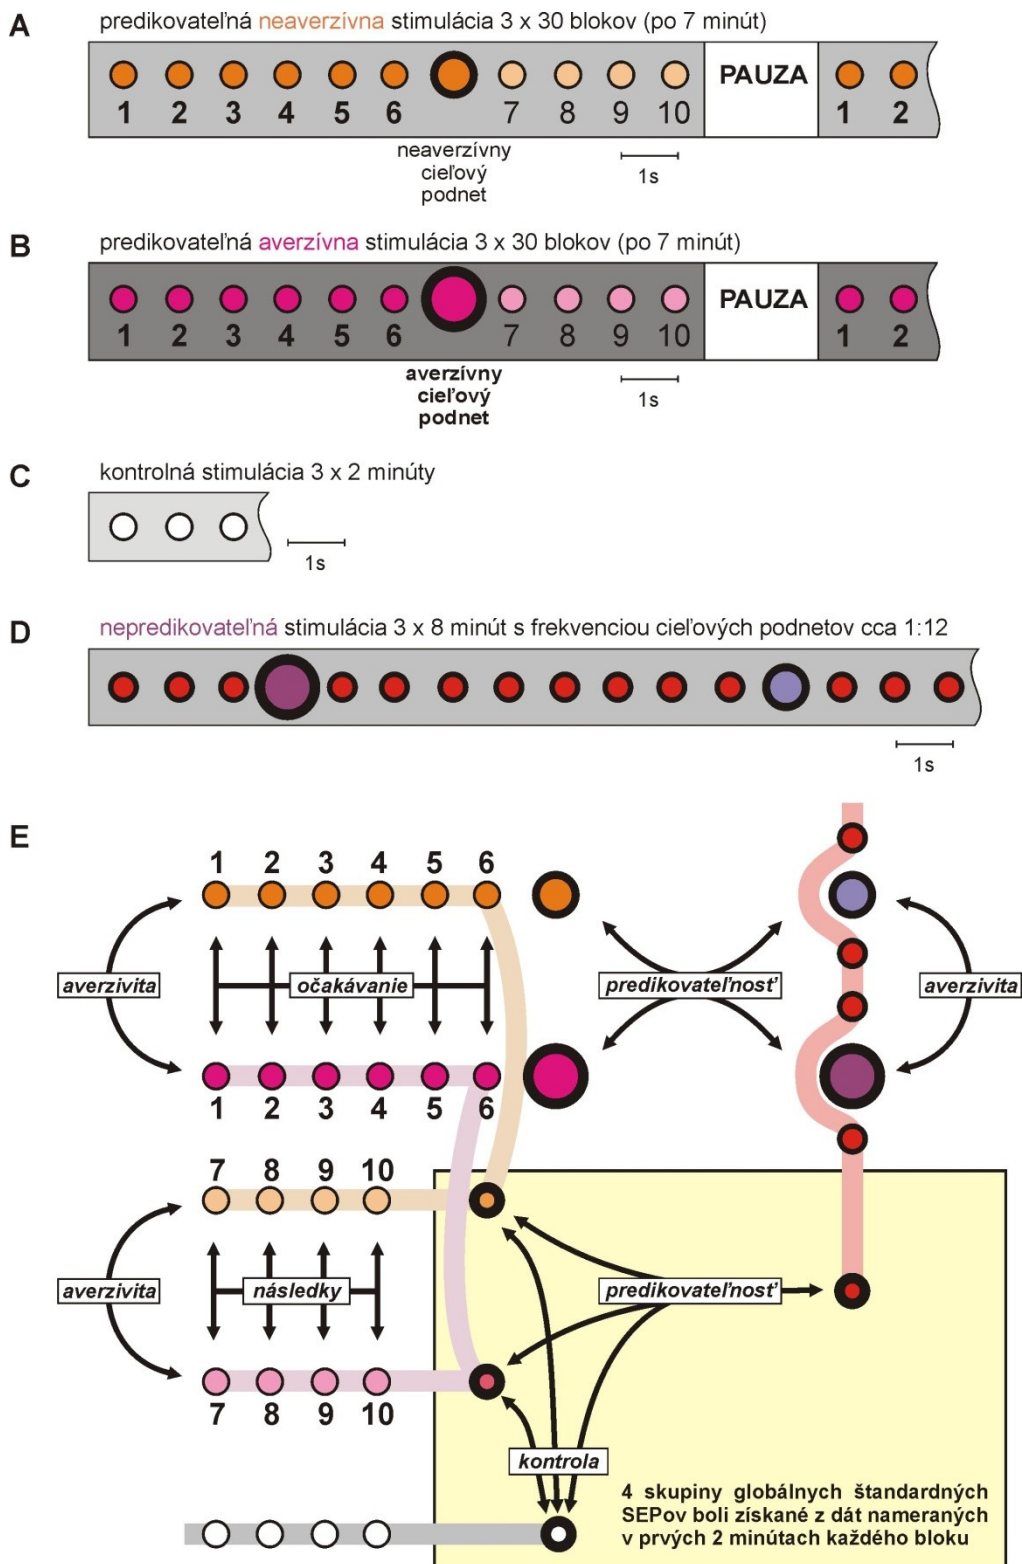 A
predikovateľná neaverzívna stimulácia 3 x 30 blokov (po 7 minút)
1 2 3 4 5 6 7 8 9 10 PAUZA 1 2
neaverzívny
cieľový
podnet
1s
B
predikovateľná averzívna stimulácia 3 x 30 blokov (po 7 minút)
1 2 3 4 5 6 7 8 9 10 PAUZA 1 2
averzívny
cieľový
podnet
1s
C
kontrolná stimulácia 3 x 2 minúty
1s
D
nepredikovateľná stimulácia 3 x 8 minút s frekvenciou cieľových podnetov cca 1:12
1s
E
1 2 3 4 5 6
averzivita očakávanie predikovateľnosť averzivita
1 2 3 4 5 6
7 8 9 10
averzivita následky predikovateľnosť
7 8 9 10
kontrola
4 skupiny globálnych štandardných
SEPov boli získané z dát nameraných
v prvých 2 minútach každého bloku